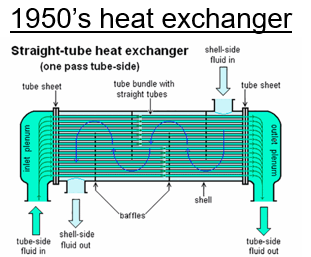 1950's heat exchanger
Straight-tube heat exchanger
(one pass tube-side)
shell-side
fluid in
tube sheet
tube bundle with
straight tubes
tube sheet
inlet plenum
outlet plenum
baffles
shell
tube-side
fluid in
shell-side
fluid out
tube-side
fluid out